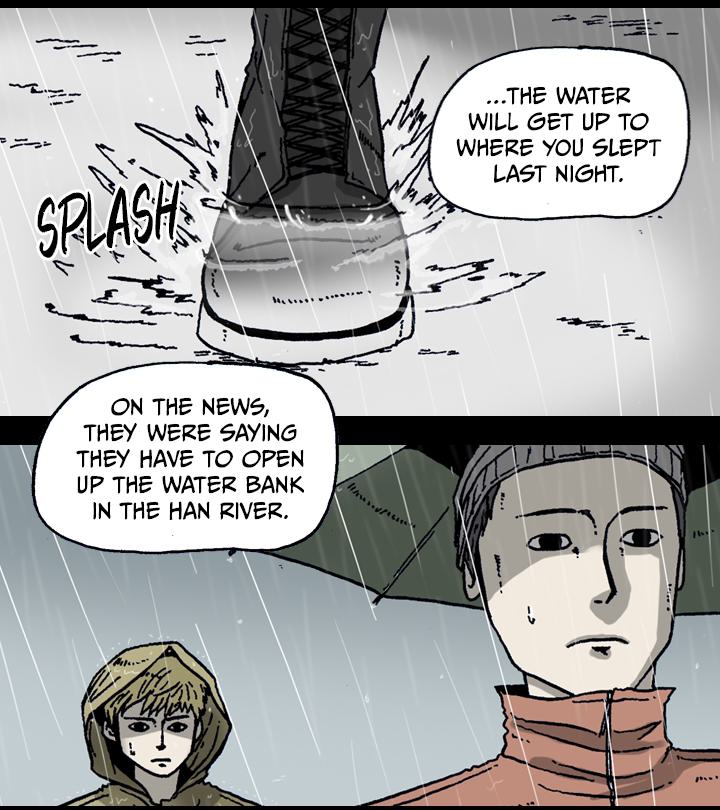 ...THE WATER
WILL GET UP TO
WHERE YOU SLEPT
LAST NIGHT.
SPLASH
ON THE NEWS,
THEY WERE SAYING
THEY HAVE TO OPEN
UP THE WATER BANK
IN THE HAN RIVER.